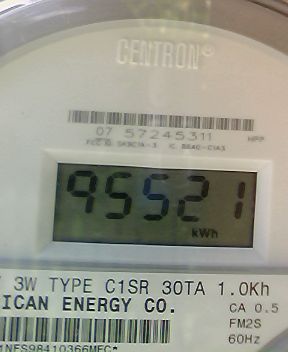 CENTRON®
07 57245311
HPP
95521
kWh
3W TYPE C1SR 30TA 1.0Kh
ICAN ENERGY CO.
CA 0.5
FM2S
60Hz